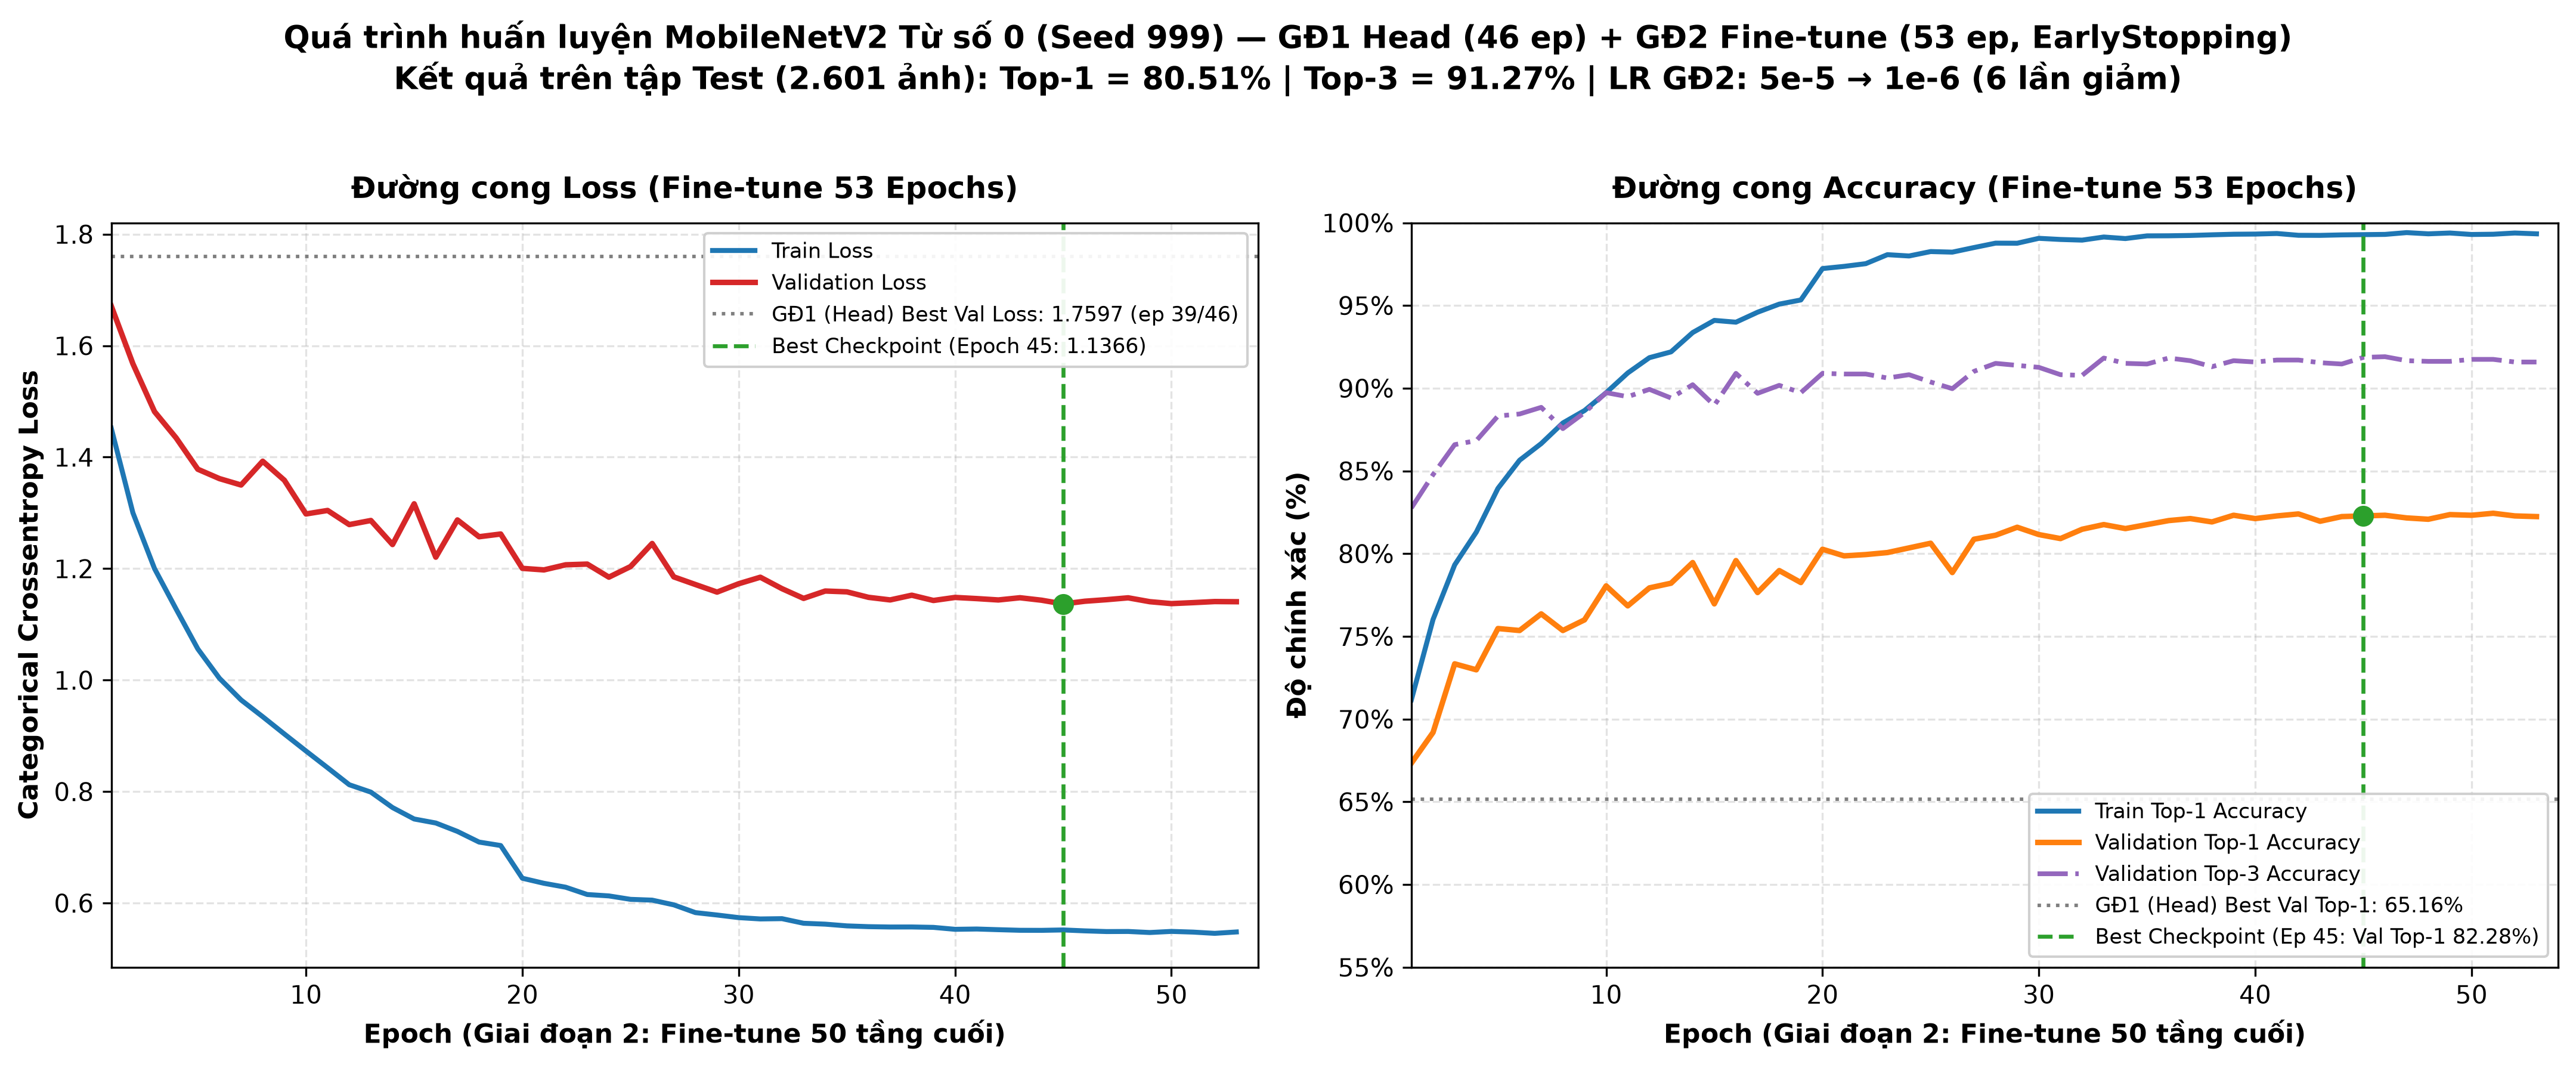 Quá trình huấn luyện MobileNetV2 Từ số 0 (Seed 999) — GĐ1 Head (46 ep) + GĐ2 Fine-tune (53 ep, EarlyStopping)
Kết quả trên tập Test (2.601 ảnh): Top-1 = 80.51% | Top-3 = 91.27% | LR GĐ2: 5e-5 → 1e-6 (6 lần giảm)
Đường cong Loss (Fine-tune 53 Epochs)
Categorical Crossentropy Loss
1.8
1.6
1.4
1.2
1.0
0.8
0.6
Train Loss
Validation Loss
GĐ1 (Head) Best Val Loss: 1.7597 (ep 39/46)
Best Checkpoint (Epoch 45: 1.1366)
10
20
30
40
50
Epoch (Giai đoạn 2: Fine-tune 50 tầng cuối)
Đường cong Accuracy (Fine-tune 53 Epochs)
Độ chính xác (%)
100%
95%
90%
85%
80%
75%
70%
65%
60%
55%
Train Top-1 Accuracy
Validation Top-1 Accuracy
Validation Top-3 Accuracy
GĐ1 (Head) Best Val Top-1: 65.16%
Best Checkpoint (Ep 45: Val Top-1 82.28%)
10
20
30
40
50
Epoch (Giai đoạn 2: Fine-tune 50 tầng cuối)